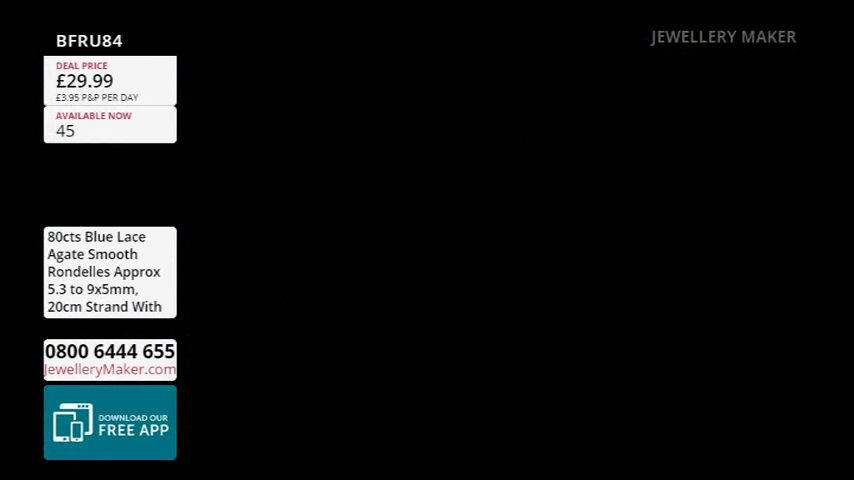 BFRU84
JEWELLERY MAKER
DEAL PRICE
£29.99
£3.95 P&P PER DAY
AVAILABLE NOW
45
80cts Blue Lace
Agate Smooth
Rondelles Approx
5.3 to 9x5mm,
20cm Strand With
0800 6444 655
JewelleryMaker.com
DOWNLOAD OUR
FREE APP